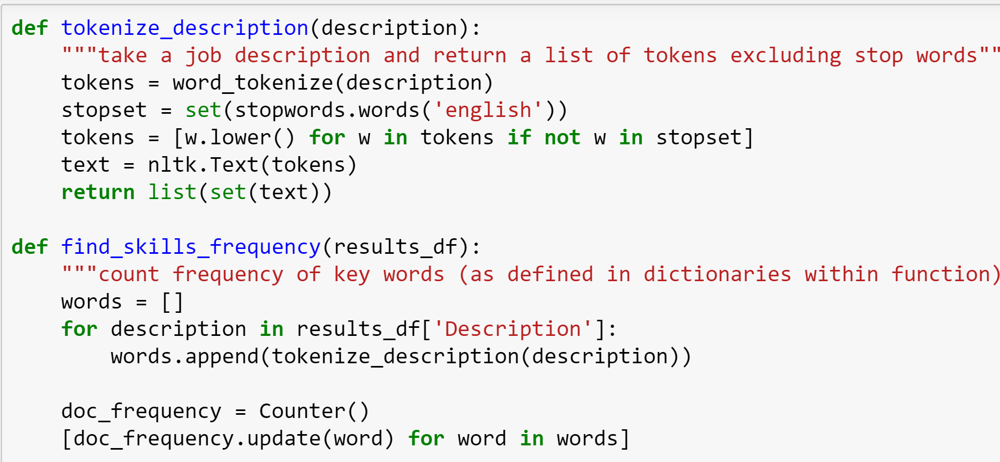 def tokenize_description(description):
    """take a job description and return a list of tokens excluding stop words""
    tokens = word_tokenize(description)
    stopset = set(stopwords.words('english'))
    tokens = [w.lower() for w in tokens if not w in stopset]
    text = nltk.Text(tokens)
    return list(set(text))

def find_skills_frequency(results_df):
    """count frequency of key words (as defined in dictionaries within function)
    words = []
    for description in results_df['Description']:
        words.append(tokenize_description(description))

    doc_frequency = Counter()
    [doc_frequency.update(word) for word in words]